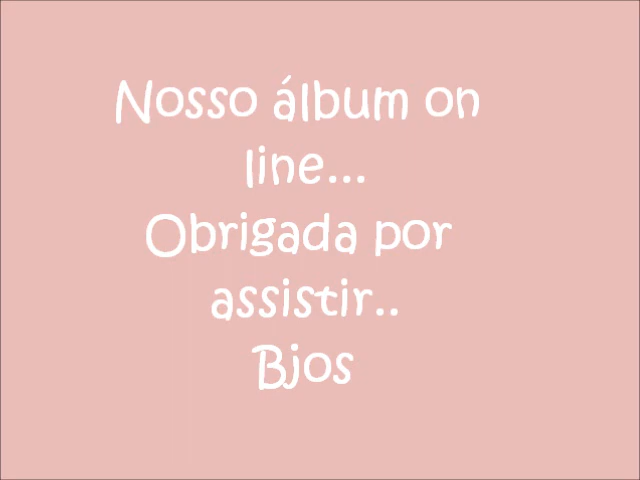 Nosso álbum on
line...
Obrigada por
assistir..
Bjos